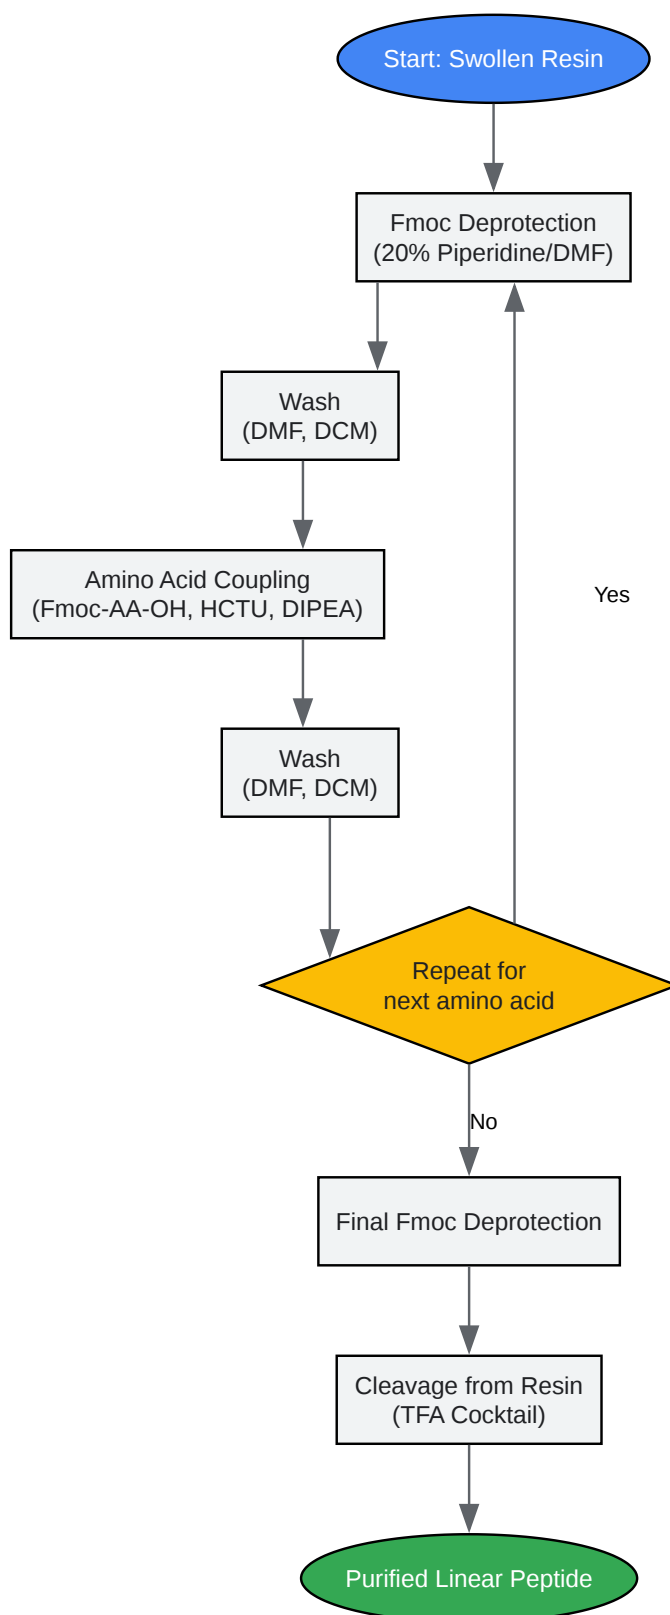 Start: Swollen Resin
Fmoc Deprotection
(20% Piperidine/DMF)
Wash
(DMF, DCM)
Amino Acid Coupling
(Fmoc-AA-OH, HCTU, DIPEA)
Yes
Wash
(DMF, DCM)
Repeat for
next amino acid
No
Final Fmoc Deprotection
Cleavage from Resin
(TFA Cocktail)
Purified Linear Peptide